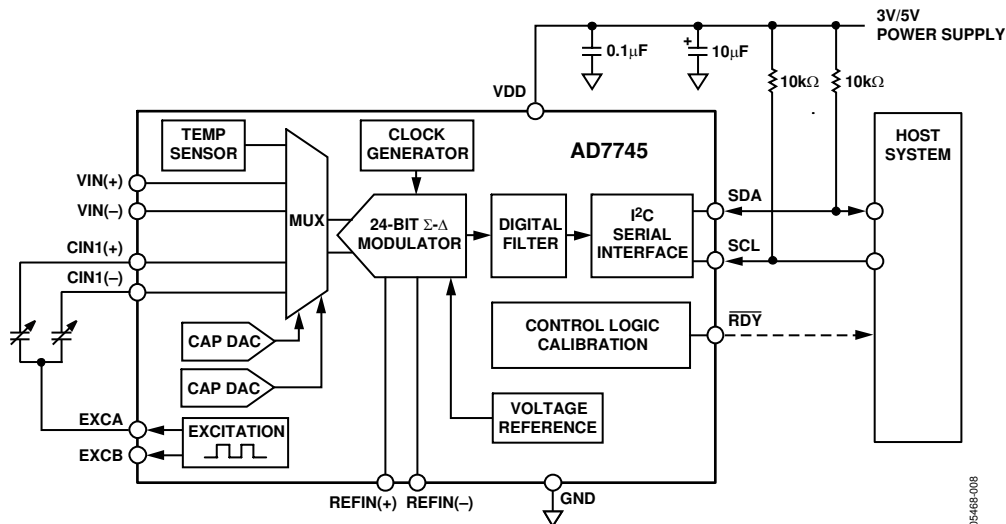 3V/5V
POWER SUPPLY
0.1µF
+
10µF
10kΩ
10kΩ
VDD
TEMP
SENSOR
CLOCK
GENERATOR
AD7745
HOST
SYSTEM
VIN(+)
VIN(–)
MUX
24-BIT Σ-Δ
MODULATOR
DIGITAL
FILTER
I²C
SERIAL
INTERFACE
SDA
SCL
CIN1(+)
CIN1(–)
CAP DAC
CAP DAC
CONTROL LOGIC
CALIBRATION
R̅D̅Y̅
VOLTAGE
REFERENCE
EXCA
EXCB
EXCITATION
REFIN(+)
REFIN(–)
GND
05468-008